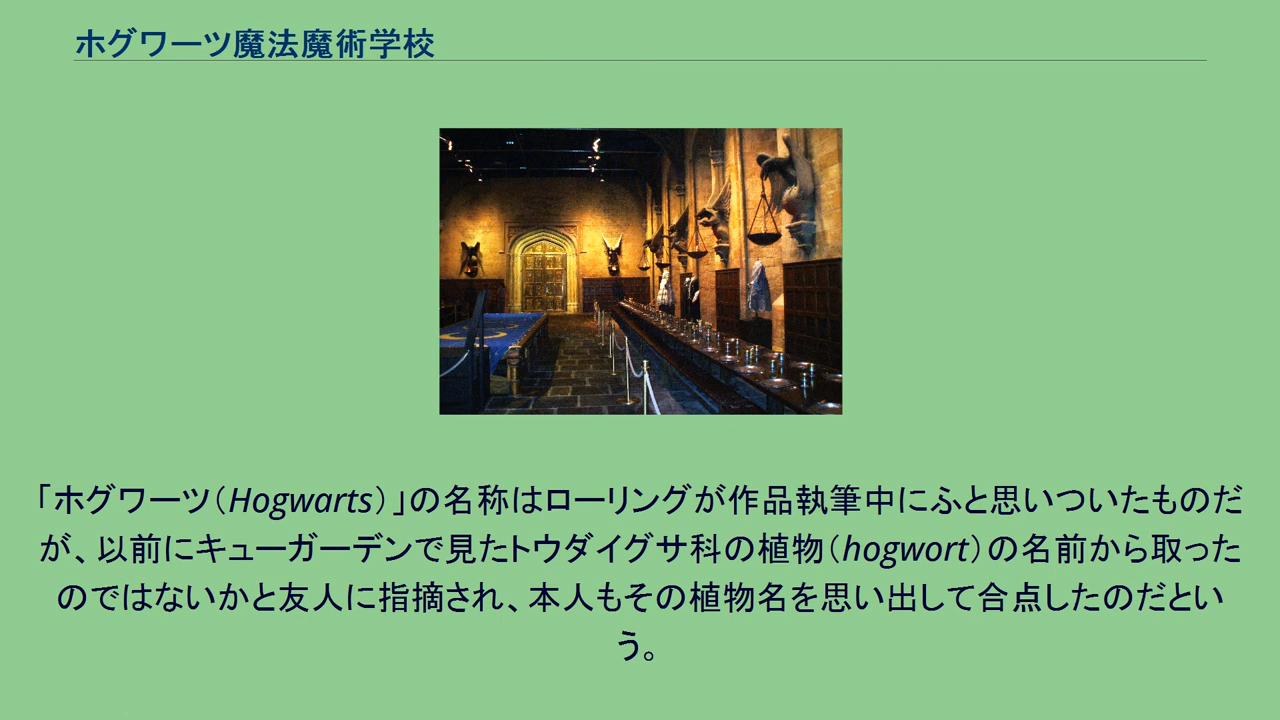 ホグワーツ魔法魔術学校
「ホグワーツ（Hogwarts）」の名称はローリングが作品執筆中にふと思いついたものだ
が、以前にキューガーデンで見たトウダイグサ科の植物（hogwort）の名前から取った
のではないかと友人に指摘され、本人もその植物名を思い出して合点したのだとい
う。